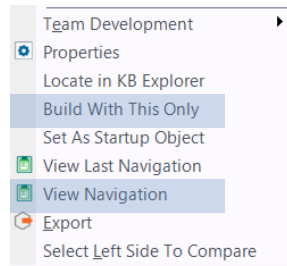 Team Development
Properties
Locate in KB Explorer
Build With This Only
Set As Startup Object
View Last Navigation
View Navigation
Export
Select Left Side To Compare